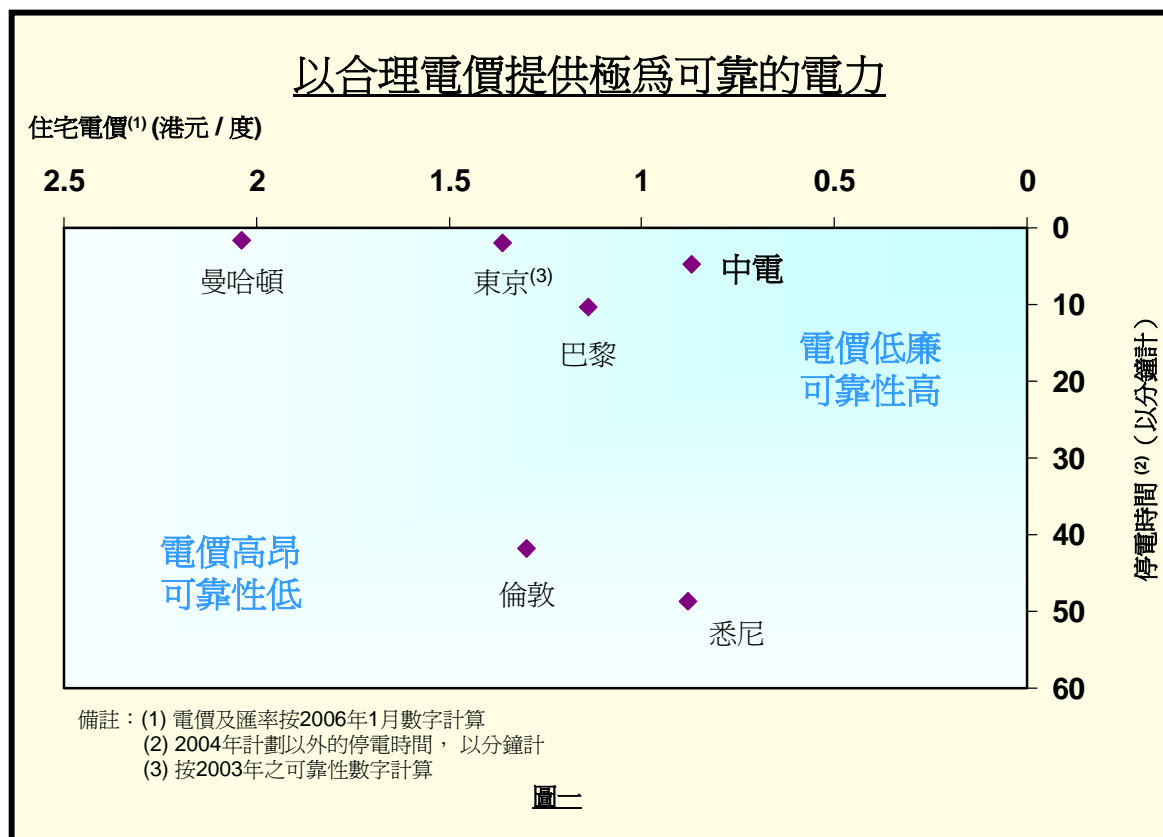 以合理電價提供極為可靠的電力
住宅電價(1) (港元 / 度)
2.5 2 1.5 1 0.5 0
0
曼哈頓
東京(3)
中電
10
巴黎
電價低廉
可靠性高
20
30
40
倫敦
電價高昂
可靠性低
50
悉尼
60
停電時間 (2)（以分鐘計）
備註：(1) 電價及匯率按2006年1月數字計算
(2) 2004年計劃以外的停電時間， 以分鐘計
(3) 按2003年之可靠性數字計算
圖一